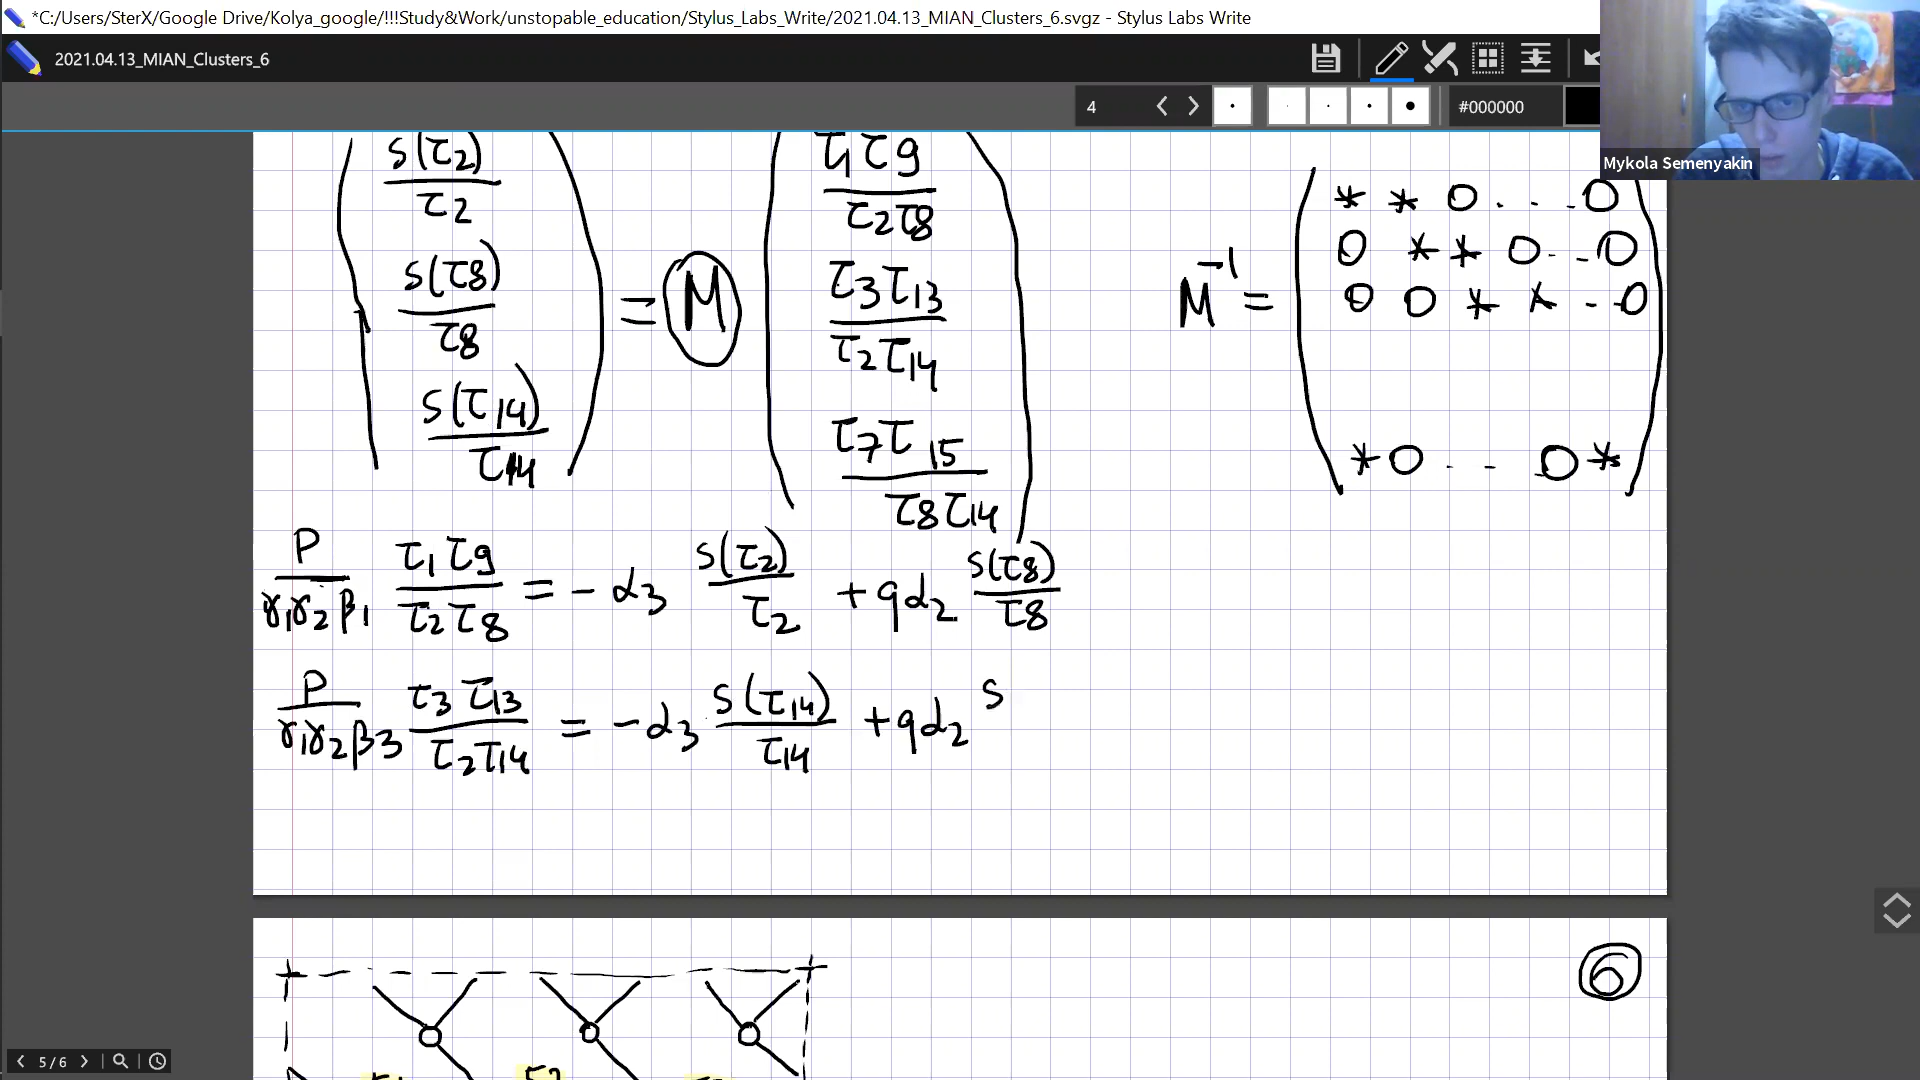 *C:/Users/SterX/Google Drive/Kolya_google/!!!Study&Work/unstopable_education/Stylus_Labs_Write/2021.04.13_MIAN_Clusters_6.svgz - Stylus Labs Write
2021.04.13_MIAN_Clusters_6
4
#000000
Mykola Semenyakin
( s(τ2)/τ2 ; s(τ8)/τ8 ; s(τ14)/τ14 ) = M ( τ1τ9/τ2τ8 ; τ3τ13/τ2τ14 ; τ7τ15/τ8τ14 )
M^-1 = ( * * 0 . . . 0
0 * * 0 - - 0
0 0 * * - 0
* 0 . . 0 * )
P/γ1γ2β1 τ1τ9/τ2τ8 = - α3 s(τ2)/τ2 + qα2 s(τ8)/τ8
P/γ1γ2β3 τ3τ13/τ2τ14 = - α3 s(τ14)/τ14 + qα2 s
6
5 / 6